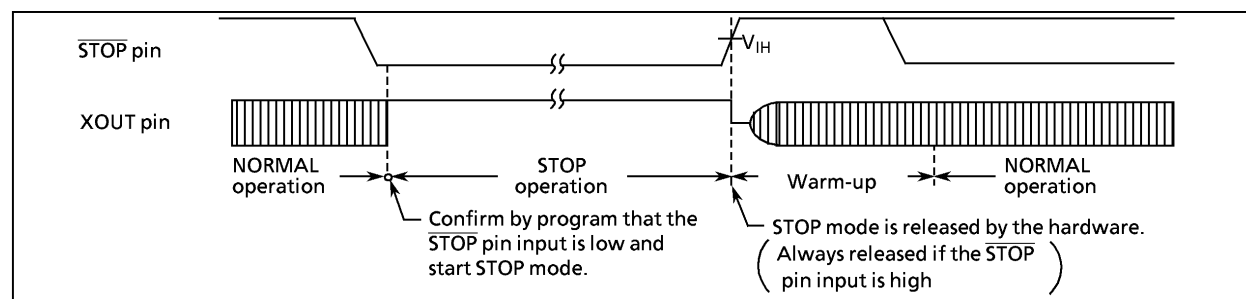 STOP pin
VIH
XOUT pin
NORMAL
operation
STOP
operation
Warm-up
NORMAL
operation
Confirm by program that the
STOP pin input is low and
start STOP mode.
STOP mode is released by the hardware.
( Always released if the STOP
pin input is high )